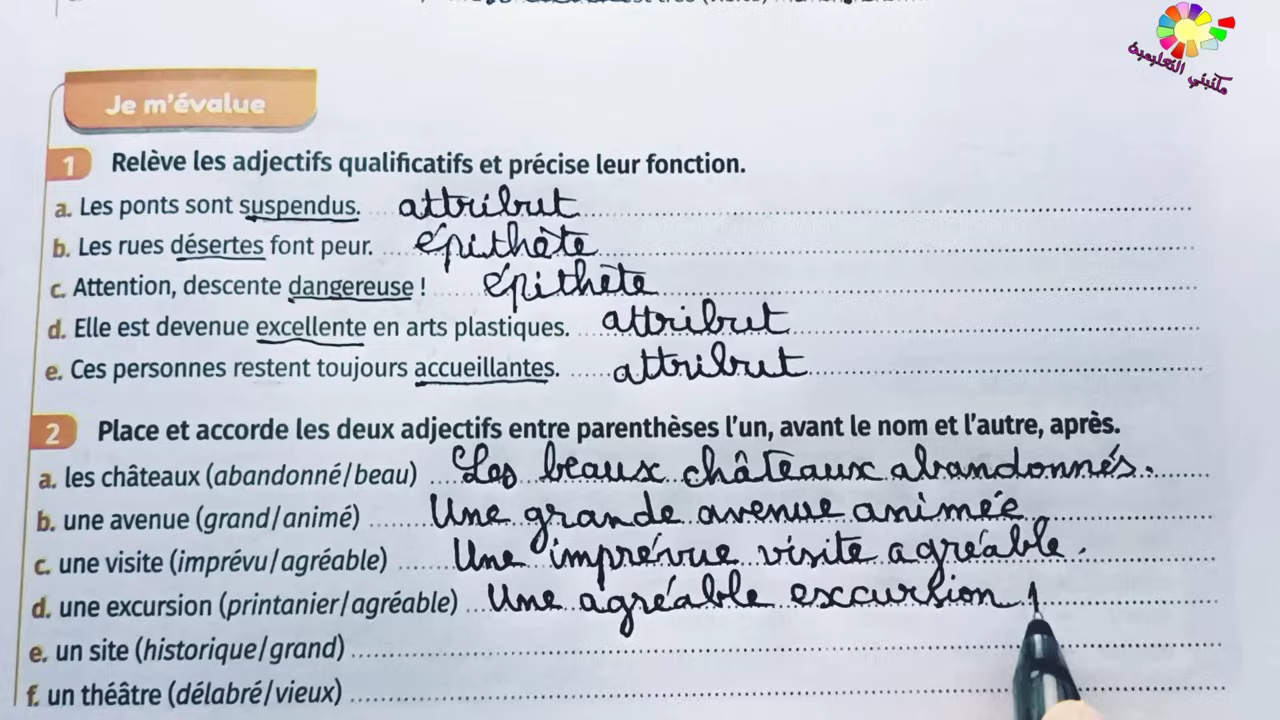 مكتبتي التعليمية
Je m'évalue
1 Relève les adjectifs qualificatifs et précise leur fonction.
a. Les ponts sont suspendus. attribut
b. Les rues désertes font peur. épithète
c. Attention, descente dangereuse ! épithète
d. Elle est devenue excellente en arts plastiques. attribut
e. Ces personnes restent toujours accueillantes. attribut
2 Place et accorde les deux adjectifs entre parenthèses l'un, avant le nom et l'autre, après.
a. les châteaux (abandonné/beau) Les beaux châteaux abandonnés.
b. une avenue (grand/animé) Une grande avenue animée
c. une visite (imprévu/agréable) Une imprévue visite agréable.
d. une excursion (printanier/agréable) Une agréable excursion
e. un site (historique/grand)
f. un théâtre (délabré/vieux)